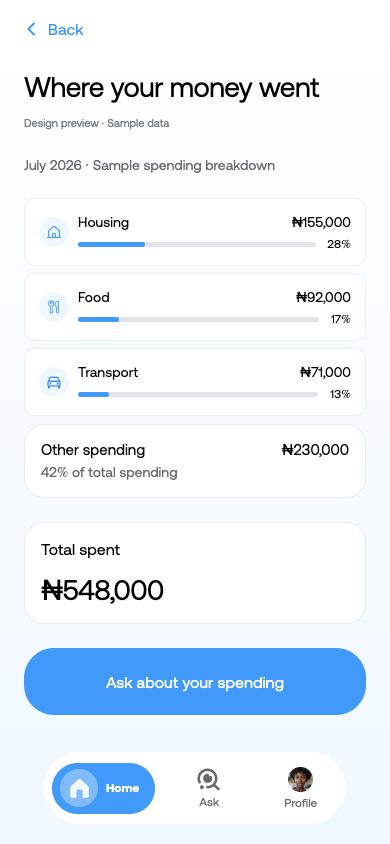 Back
Where your money went
Design preview · Sample data
July 2026 · Sample spending breakdown
Housing ₦155,000
28%
Food ₦92,000
17%
Transport ₦71,000
13%
Other spending ₦230,000
42% of total spending
Total spent
₦548,000
Ask about your spending
Home
Ask
Profile